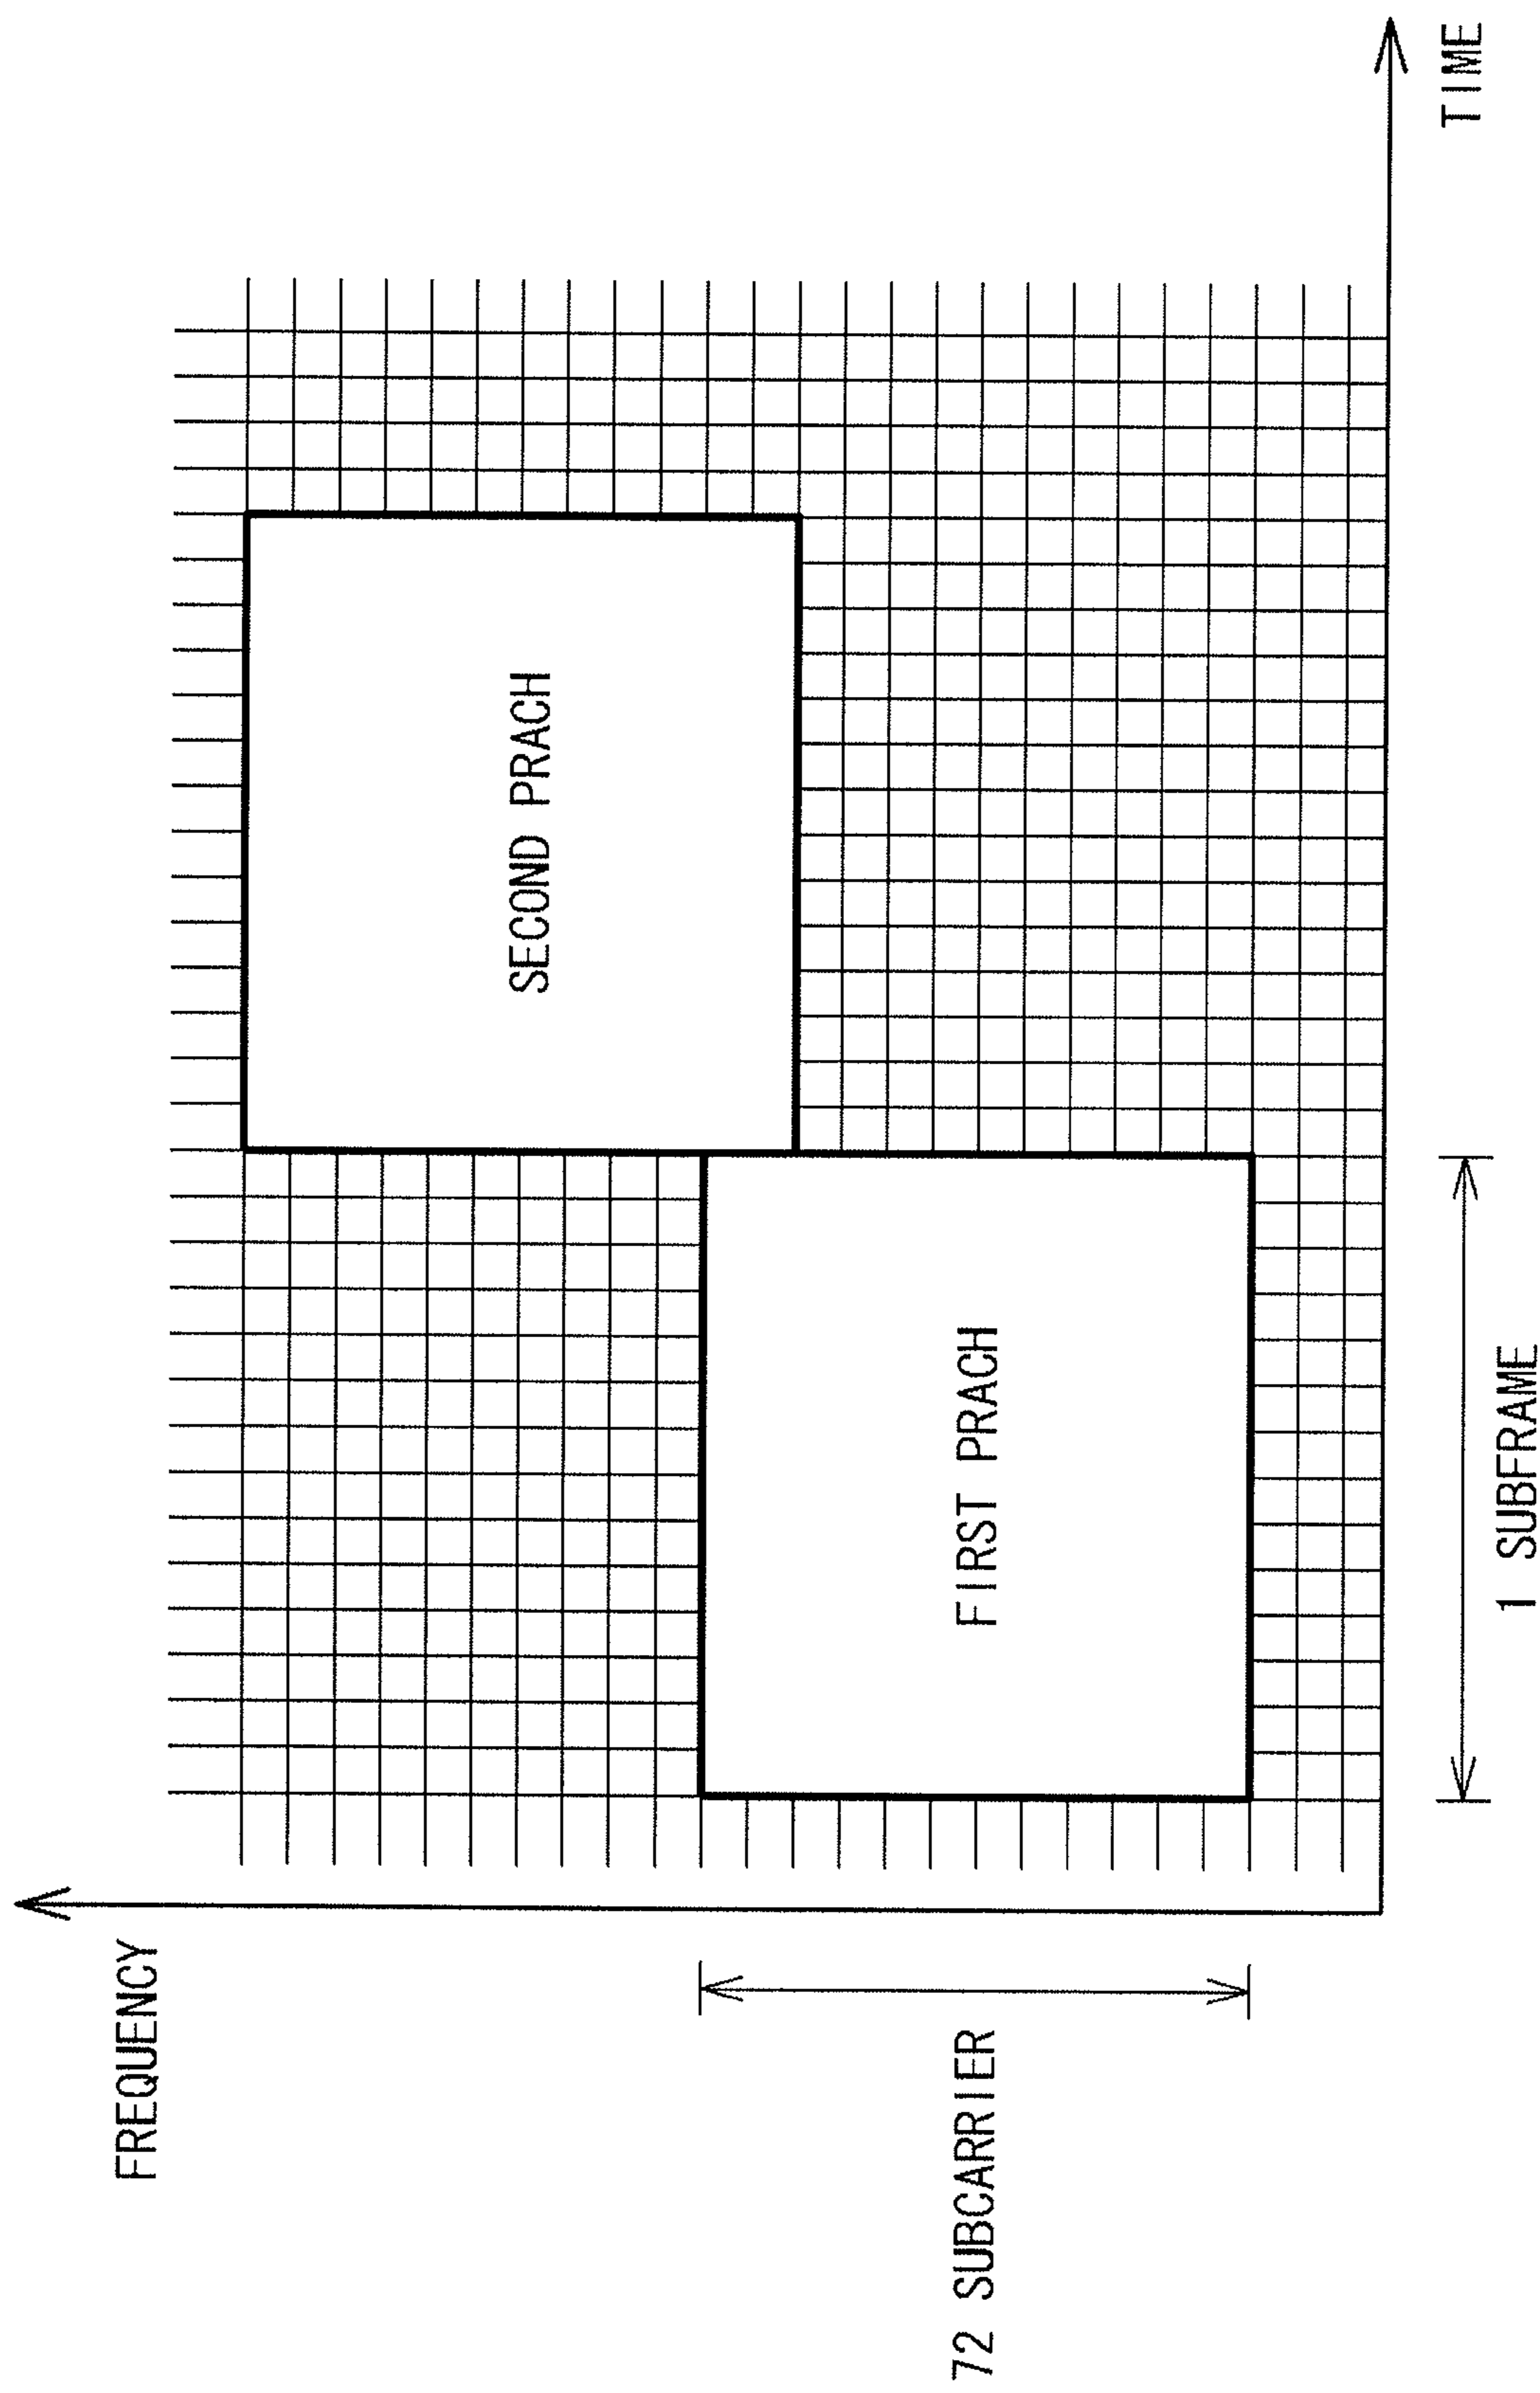 FREQUENCY
SECOND PRACH
72 SUBCARRIER
FIRST PRACH
TIME
1 SUBFRAME